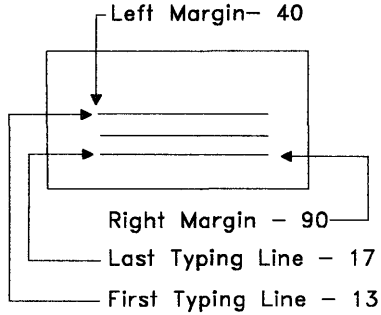 Left Margin- 40
Right Margin - 90
Last Typing Line - 17
First Typing Line - 13